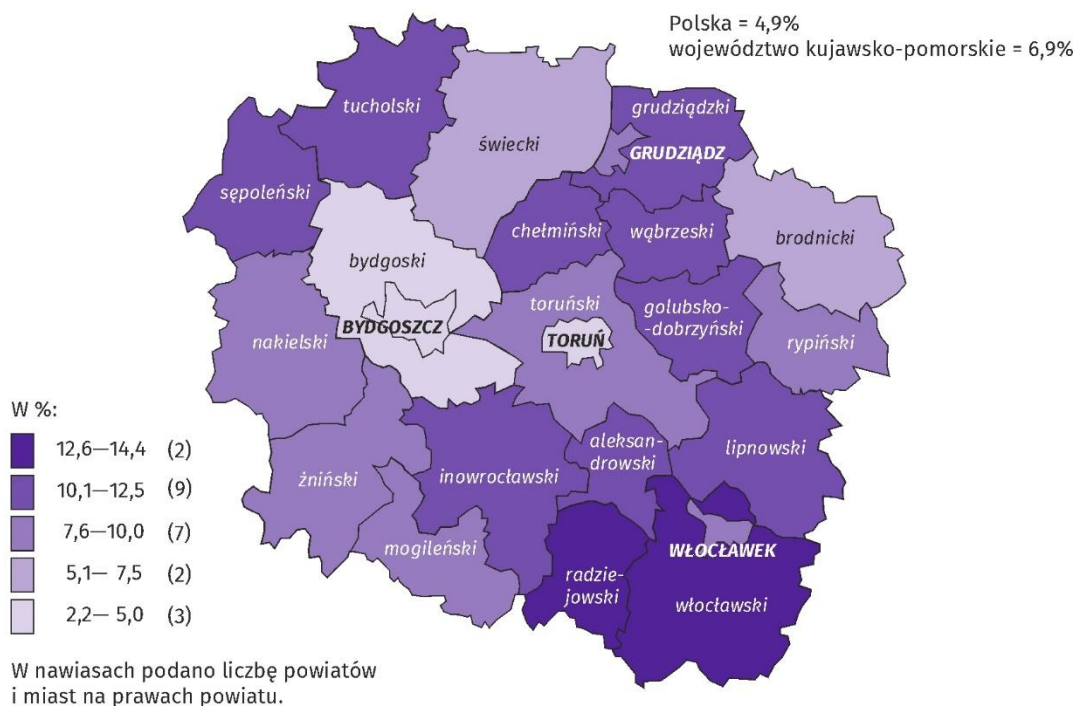 Polska = 4,9%
województwo kujawsko-pomorskie = 6,9%
tucholski
grudziądzki
świecki
GRUDZIĄDZ
sępoleński
chełmiński
wąbrzeski
brodnicki
bydgoski
toruński
golubsko-
-dobrzyński
BYDGOSZCZ
TORUŃ
nakielski
rypiński
aleksan-
drowski
lipnowski
żniński
inowrocławski
mogileński
WŁOCŁAWEK
radzie-
jowski
włocławski
W %:
12,6—14,4 (2)
10,1—12,5 (9)
7,6—10,0 (7)
5,1— 7,5 (2)
2,2— 5,0 (3)
W nawiasach podano liczbę powiatów
i miast na prawach powiatu.